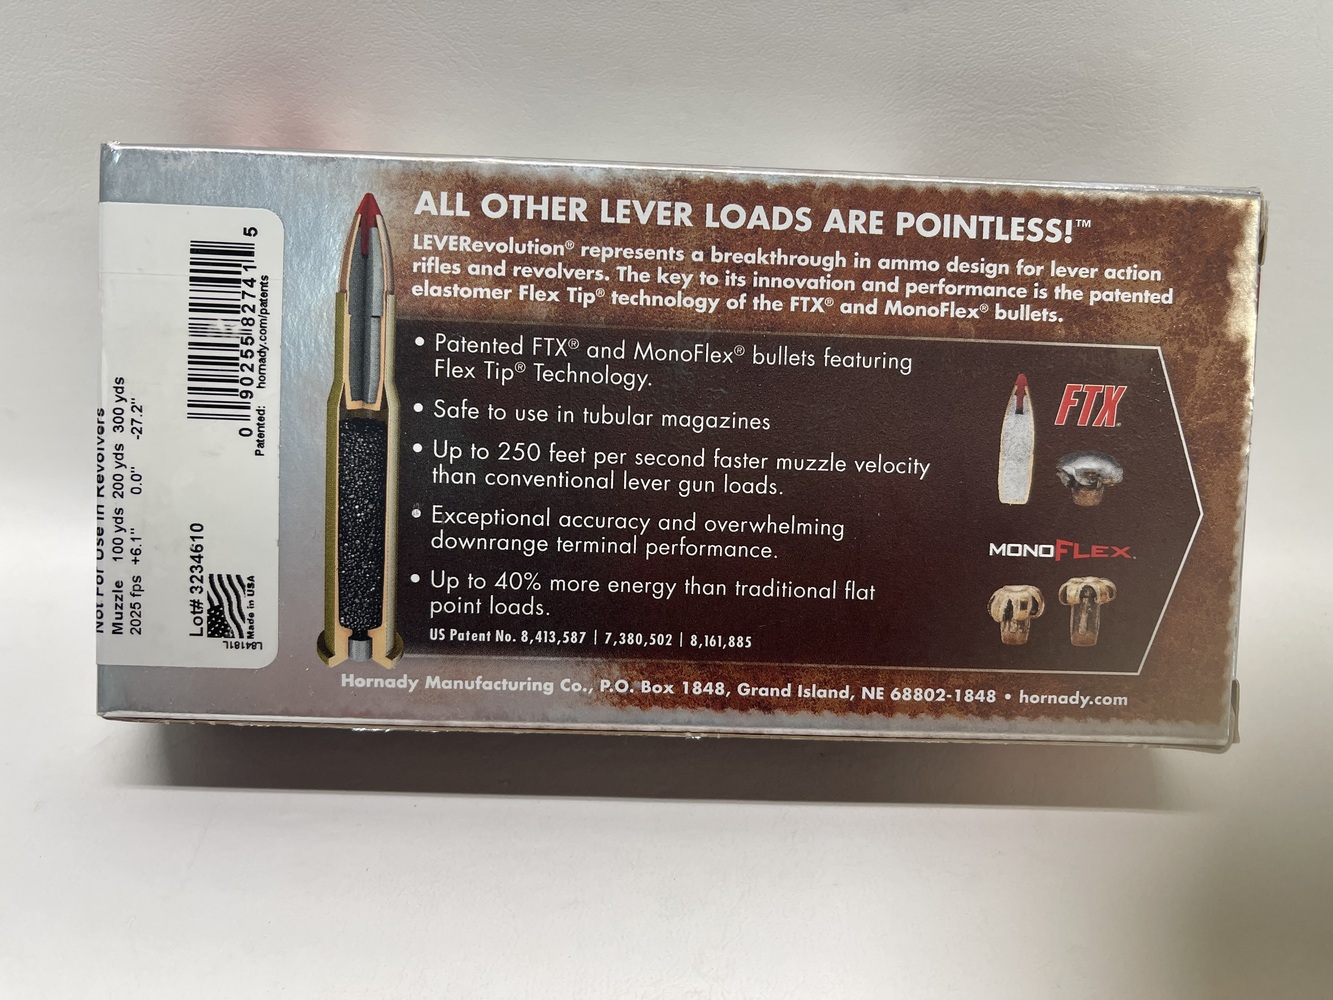 ALL OTHER LEVER LOADS ARE POINTLESS!™
LEVERevolution® represents a breakthrough in ammo design for lever action
rifles and revolvers. The key to its innovation and performance is the patented
elastomer Flex Tip® technology of the FTX® and MonoFlex® bullets.
• Patented FTX® and MonoFlex® bullets featuring
Flex Tip® Technology.
• Safe to use in tubular magazines
• Up to 250 feet per second faster muzzle velocity
than conventional lever gun loads.
• Exceptional accuracy and overwhelming
downrange terminal performance.
• Up to 40% more energy than traditional flat
point loads.
US Patent No. 8,413,587 | 7,380,502 | 8,161,885
FTX®
MONOFLEX®
Hornady Manufacturing Co., P.O. Box 1848, Grand Island, NE 68802-1848 • hornady.com
Not For Use in Revolvers
Muzzle 100 yds 200 yds 300 yds
2025 fps +6.1" 0.0" -27.2"
Lot# 3234610
L84181L
Made in USA
0 90255 82741 5
Patented: hornady.com/patents